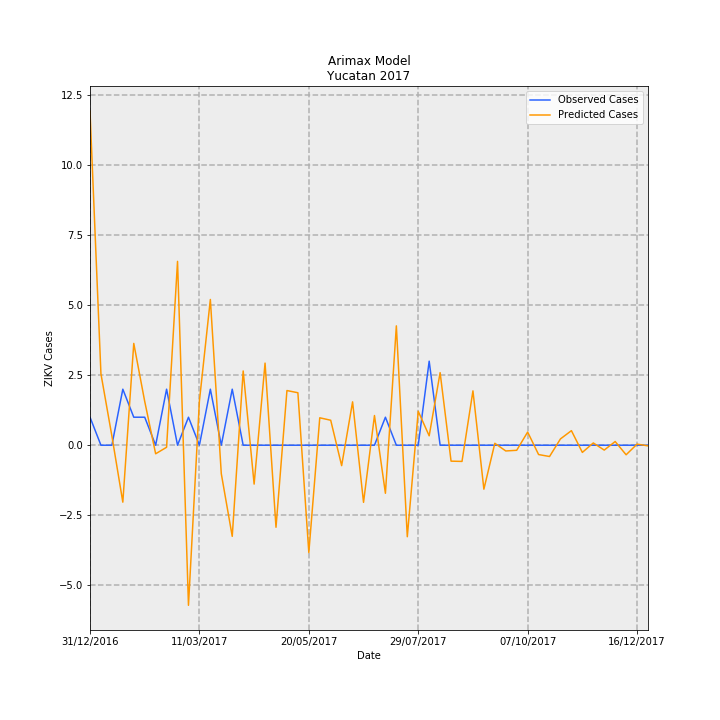 Arimax Model
Yucatan 2017
Observed Cases
Predicted Cases
ZIKV Cases
12.5
10.0
7.5
5.0
2.5
0.0
−2.5
−5.0
31/12/2016 11/03/2017 20/05/2017 29/07/2017 07/10/2017 16/12/2017
Date